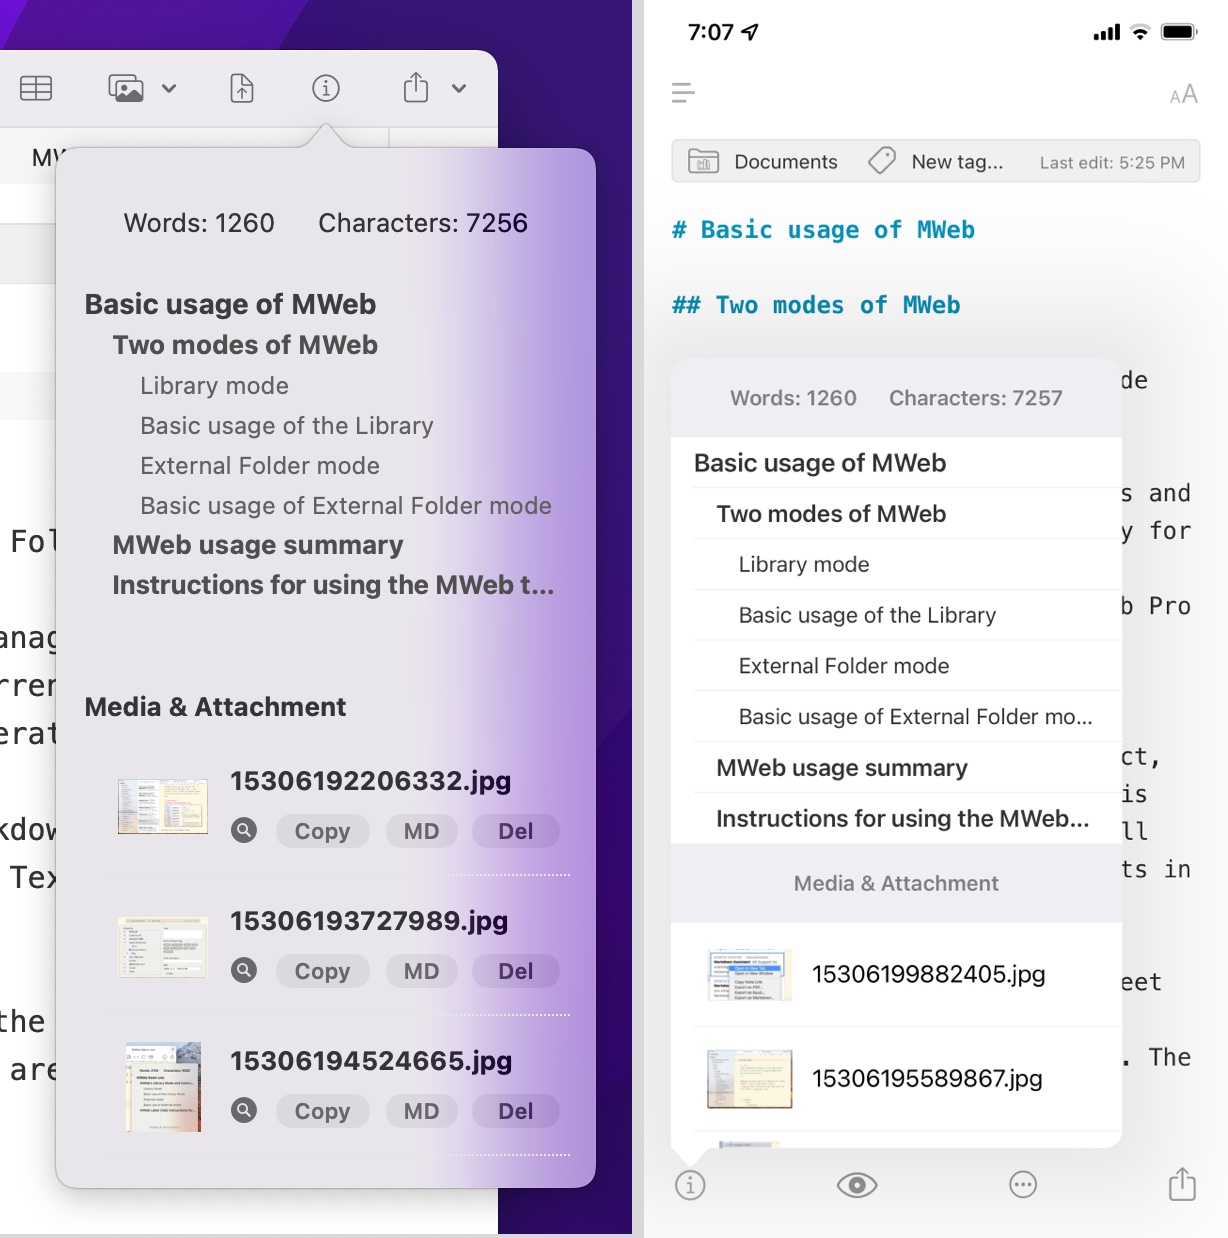 MW
Words: 1260 Characters: 7256
Basic usage of MWeb
Two modes of MWeb
Library mode
Basic usage of the Library
External Folder mode
Basic usage of External Folder mode
MWeb usage summary
Instructions for using the MWeb t...
Media & Attachment
15306192206332.jpg
Copy MD Del
15306193727989.jpg
Copy MD Del
15306194524665.jpg
Copy MD Del
Fol
anag
rren
erat
kdow
Tex
the
are
7:07
AA
Documents New tag... Last edit: 5:25 PM
# Basic usage of MWeb
## Two modes of MWeb
de
Words: 1260 Characters: 7257
Basic usage of MWeb
s and
Two modes of MWeb
y for
Library mode
b Pro
Basic usage of the Library
External Folder mode
Basic usage of External Folder mo...
ct,
MWeb usage summary
is
Instructions for using the MWeb...
ll
ts in
Media & Attachment
15306199882405.jpg
eet
. The
15306195589867.jpg